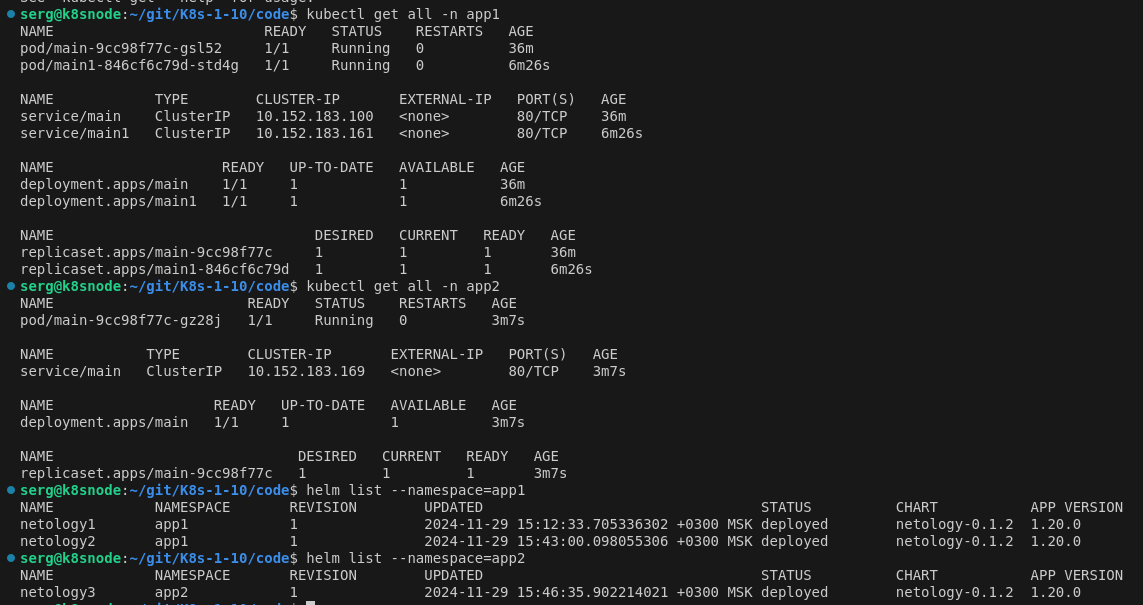 see 'kubectl get --help' for usage.
serg@k8snode:~/git/K8s-1-10/code$ kubectl get all -n app1
NAME READY STATUS RESTARTS AGE
pod/main-9cc98f77c-gsl52 1/1 Running 0 36m
pod/main1-846cf6c79d-std4g 1/1 Running 0 6m26s
NAME TYPE CLUSTER-IP EXTERNAL-IP PORT(S) AGE
service/main ClusterIP 10.152.183.100 <none> 80/TCP 36m
service/main1 ClusterIP 10.152.183.161 <none> 80/TCP 6m26s
NAME READY UP-TO-DATE AVAILABLE AGE
deployment.apps/main 1/1 1 1 36m
deployment.apps/main1 1/1 1 1 6m26s
NAME DESIRED CURRENT READY AGE
replicaset.apps/main-9cc98f77c 1 1 1 36m
replicaset.apps/main1-846cf6c79d 1 1 1 6m26s
serg@k8snode:~/git/K8s-1-10/code$ kubectl get all -n app2
NAME READY STATUS RESTARTS AGE
pod/main-9cc98f77c-gz28j 1/1 Running 0 3m7s
NAME TYPE CLUSTER-IP EXTERNAL-IP PORT(S) AGE
service/main ClusterIP 10.152.183.169 <none> 80/TCP 3m7s
NAME READY UP-TO-DATE AVAILABLE AGE
deployment.apps/main 1/1 1 1 3m7s
NAME DESIRED CURRENT READY AGE
replicaset.apps/main-9cc98f77c 1 1 1 3m7s
serg@k8snode:~/git/K8s-1-10/code$ helm list --namespace=app1
NAME NAMESPACE REVISION UPDATED STATUS CHART APP VERSION
netology1 app1 1 2024-11-29 15:12:33.705336302 +0300 MSK deployed netology-0.1.2 1.20.0
netology2 app1 1 2024-11-29 15:43:00.098055306 +0300 MSK deployed netology-0.1.2 1.20.0
serg@k8snode:~/git/K8s-1-10/code$ helm list --namespace=app2
NAME NAMESPACE REVISION UPDATED STATUS CHART APP VERSION
netology3 app2 1 2024-11-29 15:46:35.902214021 +0300 MSK deployed netology-0.1.2 1.20.0
serg@k8snode:~/git/K8s-1-10/code$